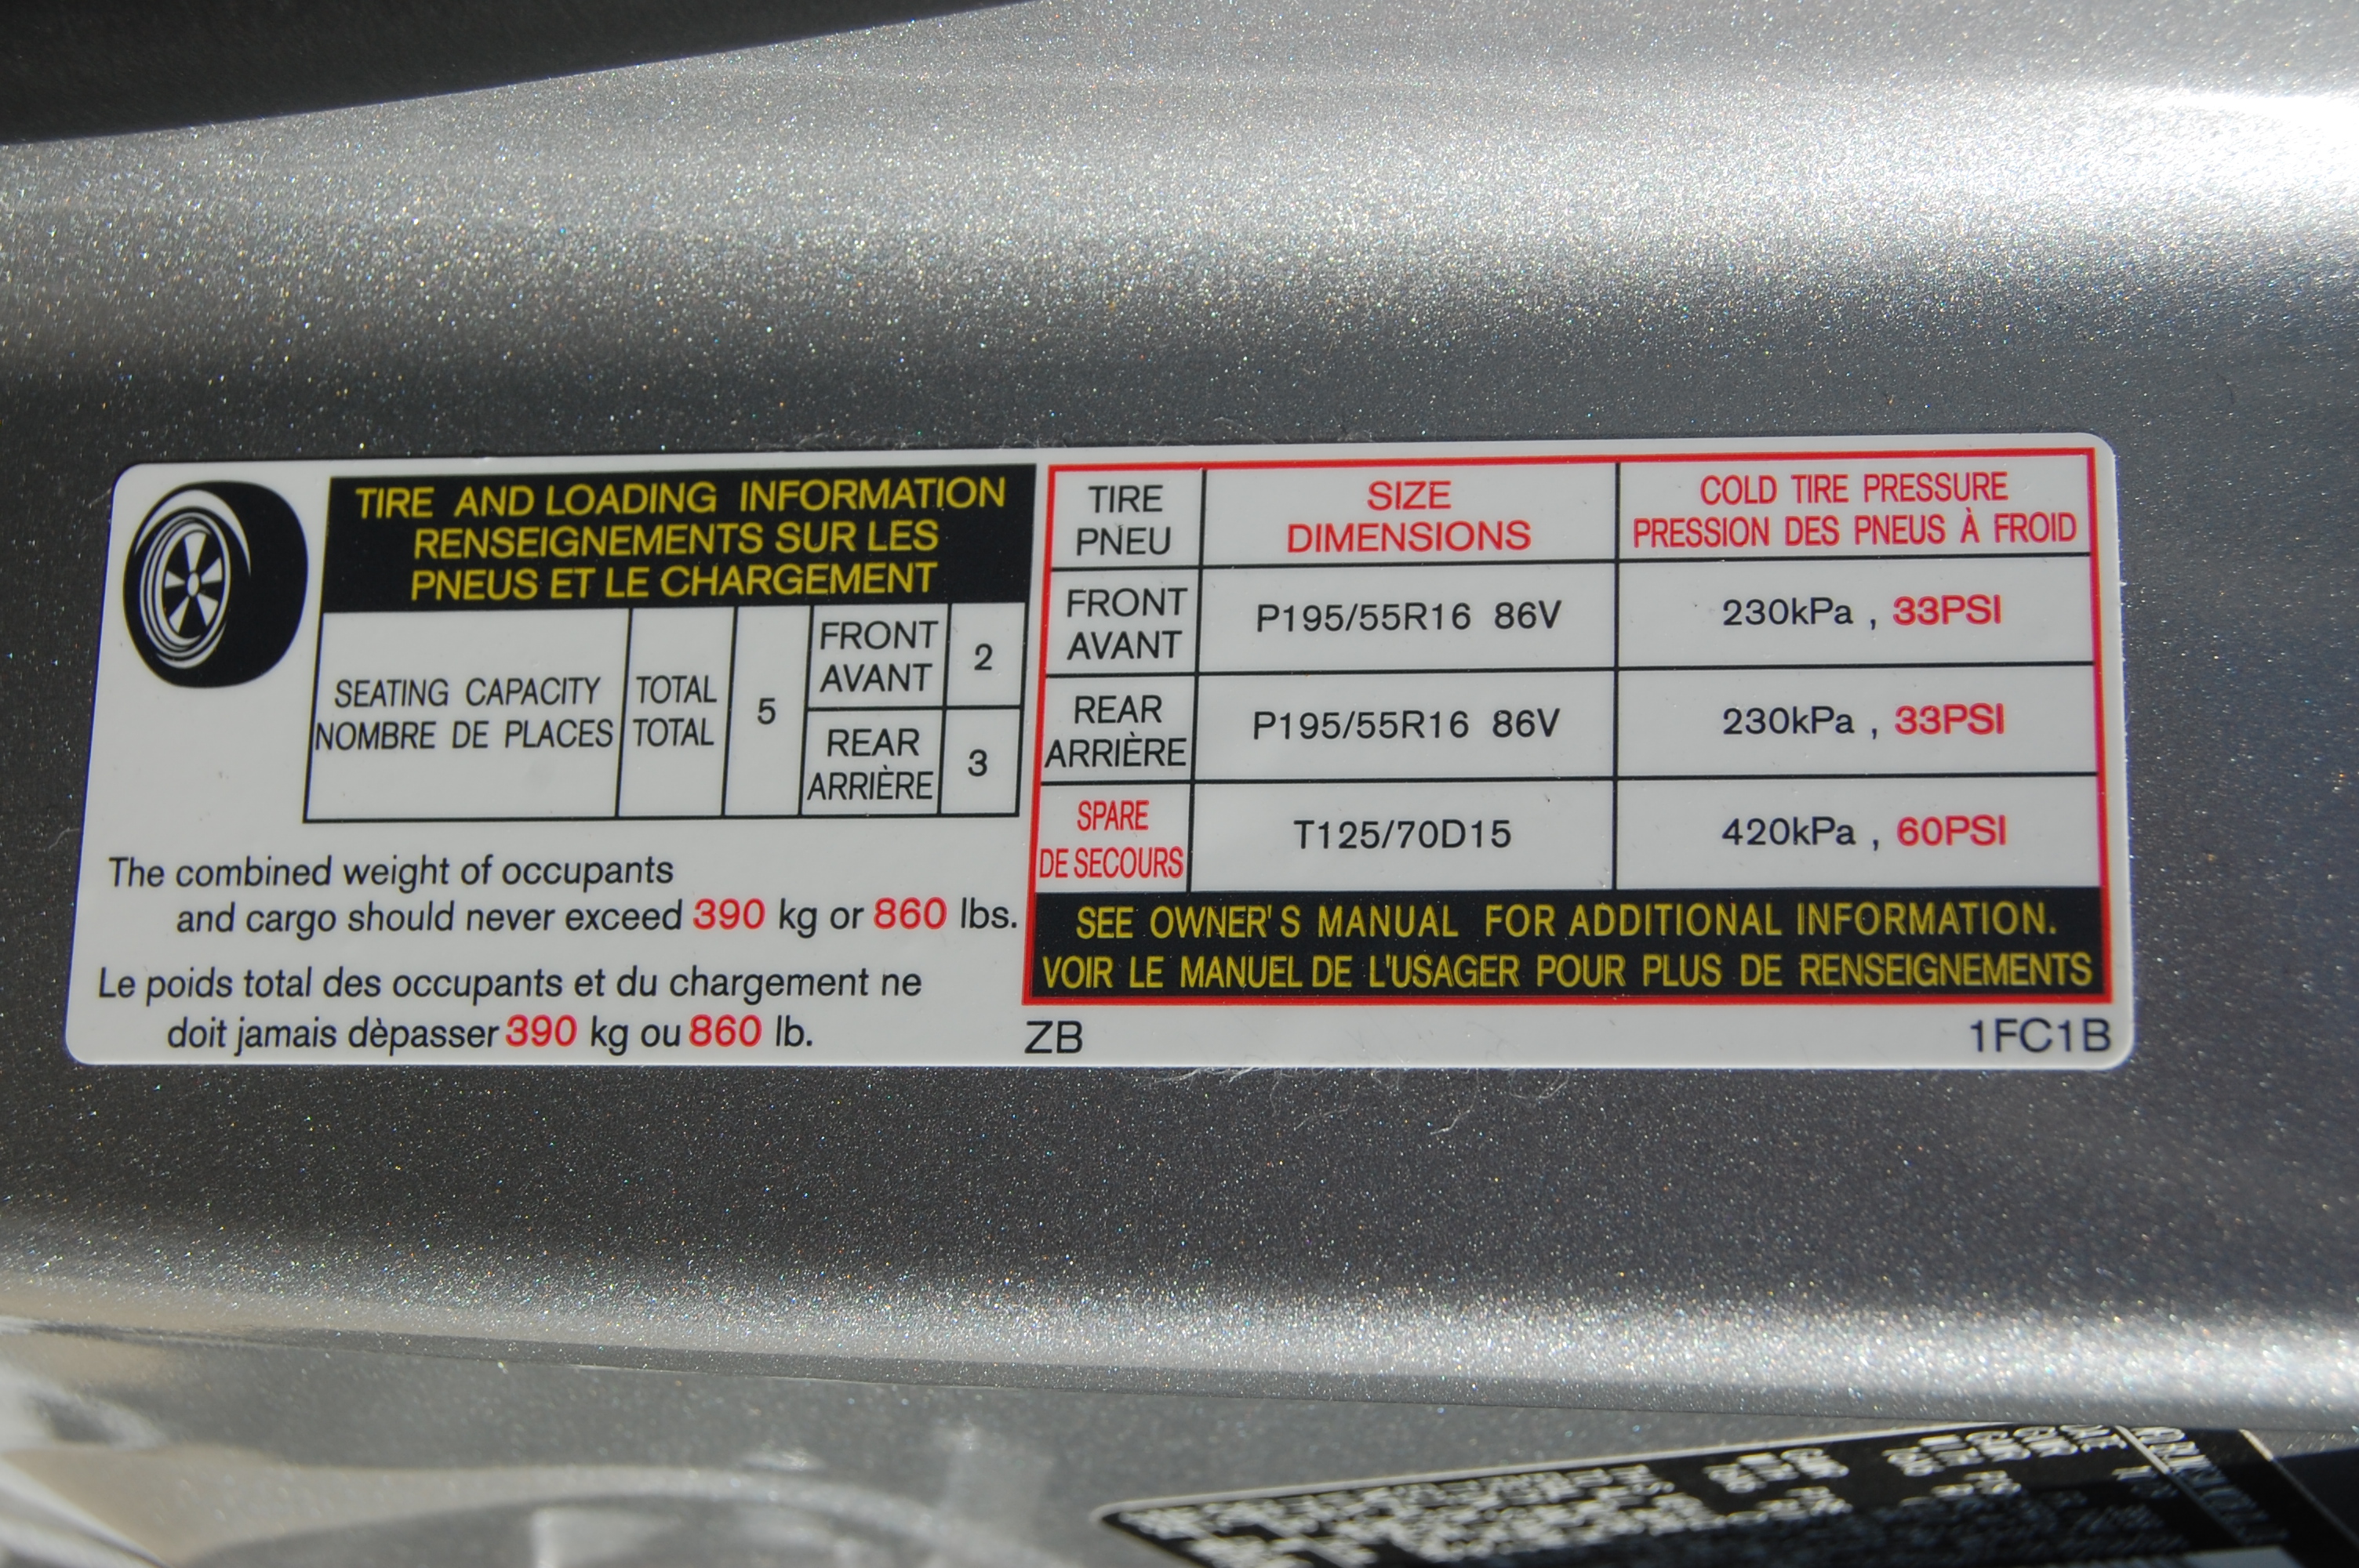 TIRE AND LOADING INFORMATION
RENSEIGNEMENTS SUR LES
PNEUS ET LE CHARGEMENT
SEATING CAPACITY
NOMBRE DE PLACES
TOTAL
TOTAL
5
FRONT
AVANT
2
REAR
ARRIÈRE
3
The combined weight of occupants
and cargo should never exceed 390 kg or 860 lbs.
Le poids total des occupants et du chargement ne
doit jamais dèpasser 390 kg ou 860 lb.
TIRE
PNEU
SIZE
DIMENSIONS
COLD TIRE PRESSURE
PRESSION DES PNEUS À FROID
FRONT
AVANT
P195/55R16 86V
230kPa , 33PSI
REAR
ARRIÈRE
P195/55R16 86V
230kPa , 33PSI
SPARE
DE SECOURS
T125/70D15
420kPa , 60PSI
SEE OWNER'S MANUAL FOR ADDITIONAL INFORMATION.
VOIR LE MANUEL DE L'USAGER POUR PLUS DE RENSEIGNEMENTS
ZB
1FC1B